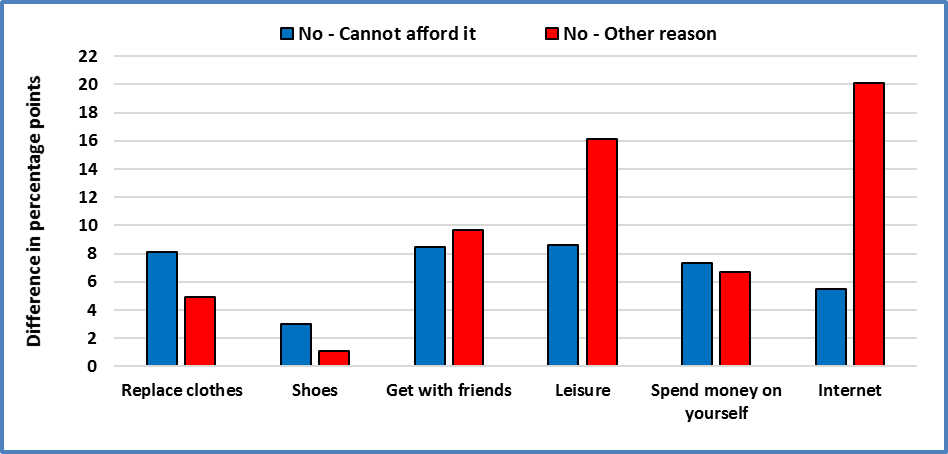 No - Cannot afford it
No - Other reason
Difference in percentage points
22
20
18
16
14
12
10
8
6
4
2
0
Replace clothes
Shoes
Get with friends
Leisure
Spend money on
yourself
Internet